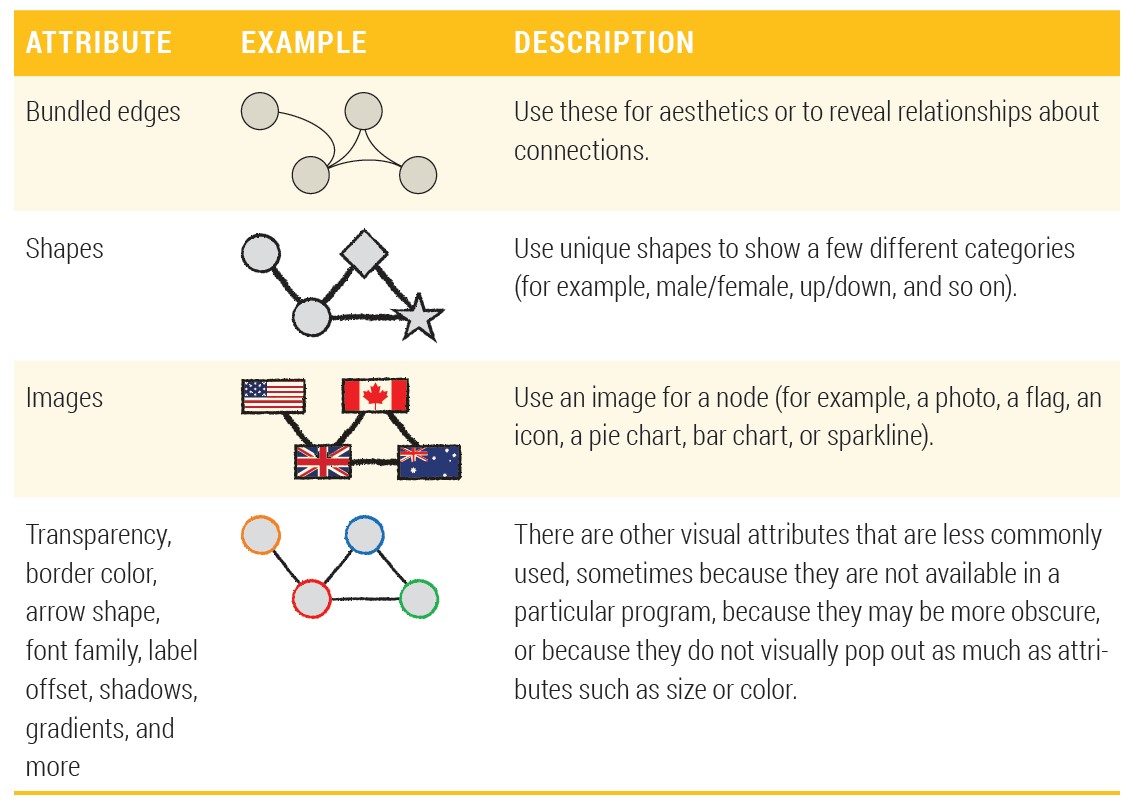 ATTRIBUTE EXAMPLE DESCRIPTION
Bundled edges
Use these for aesthetics or to reveal relationships about
connections.
Shapes
Use unique shapes to show a few different categories
(for example, male/female, up/down, and so on).
Images
Use an image for a node (for example, a photo, a flag, an
icon, a pie chart, bar chart, or sparkline).
Transparency,
border color,
arrow shape,
font family, label
offset, shadows,
gradients, and
more
There are other visual attributes that are less commonly
used, sometimes because they are not available in a
particular program, because they may be more obscure,
or because they do not visually pop out as much as attri-
butes such as size or color.